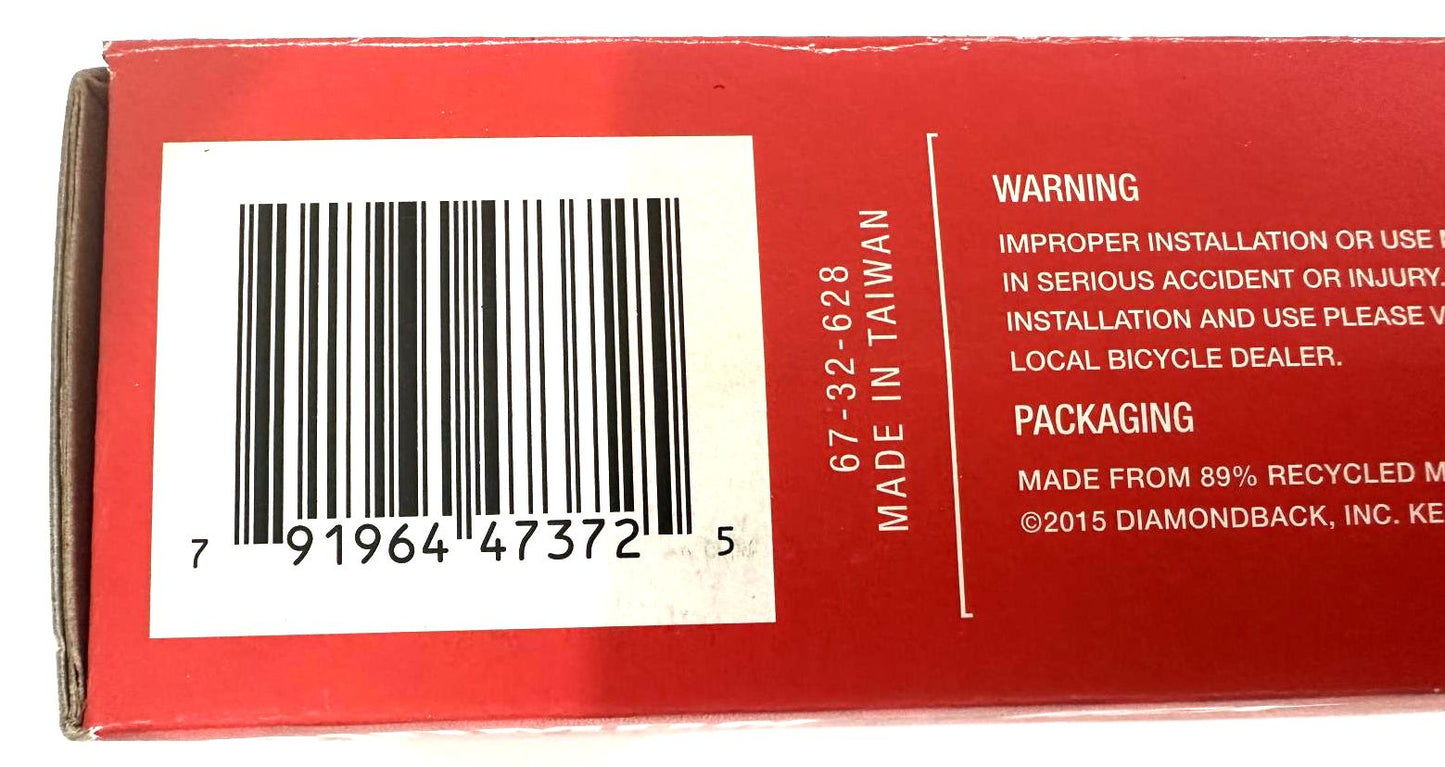 7 91964 47372 5
67-32-628
MADE IN TAIWAN
WARNING
IMPROPER INSTALLATION OR USE
IN SERIOUS ACCIDENT OR INJURY.
INSTALLATION AND USE PLEASE
LOCAL BICYCLE DEALER.
PACKAGING
MADE FROM 89% RECYCLED
©2015 DIAMONDBACK, INC.